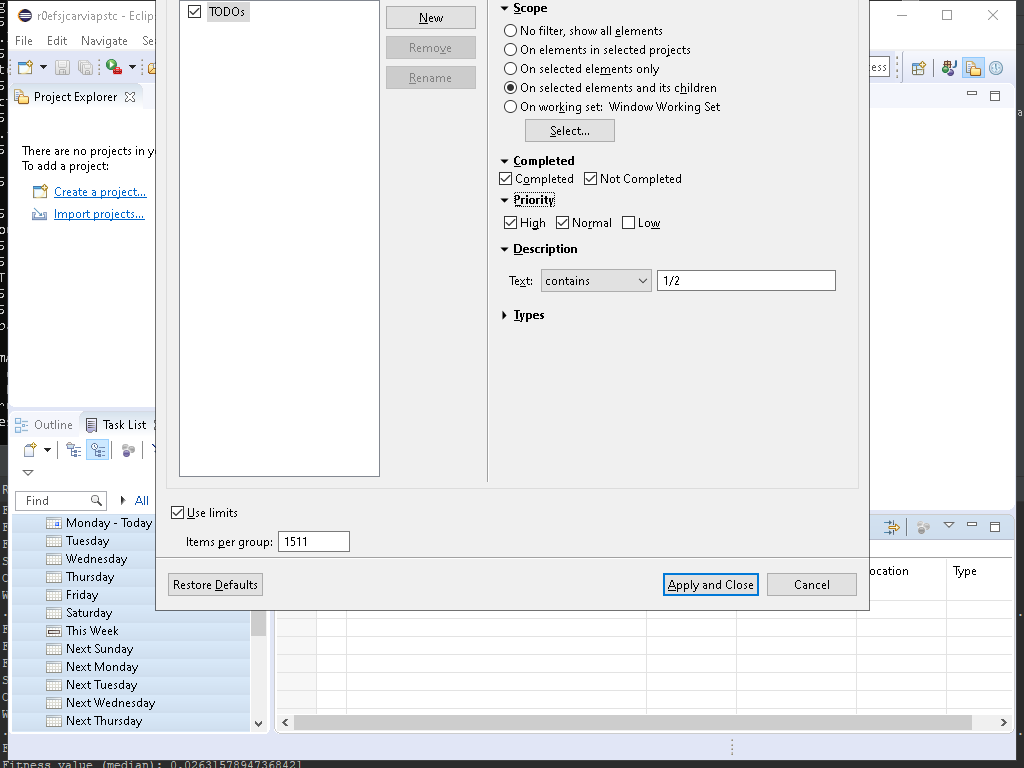 r0efsjcarviapstc - Eclip
File Edit Navigate Se
ess
Project Explorer
There are no projects in y
To add a project:
Create a project...
Import projects...
TODOs
New
Remove
Rename
Scope
No filter, show all elements
On elements in selected projects
On selected elements only
On selected elements and its children
On working set: Window Working Set
Select...
Completed
Completed Not Completed
Priority
High Normal Low
Description
Text: contains 1/2
Types
Outline Task List
Find All
Monday - Today
Tuesday
Wednesday
Thursday
Friday
Saturday
This Week
Next Sunday
Next Monday
Next Tuesday
Next Wednesday
Next Thursday
Use limits
Items per group: 1511
Restore Defaults Apply and Close Cancel
ocation Type
Fitness value (median): 0.02631578947368421